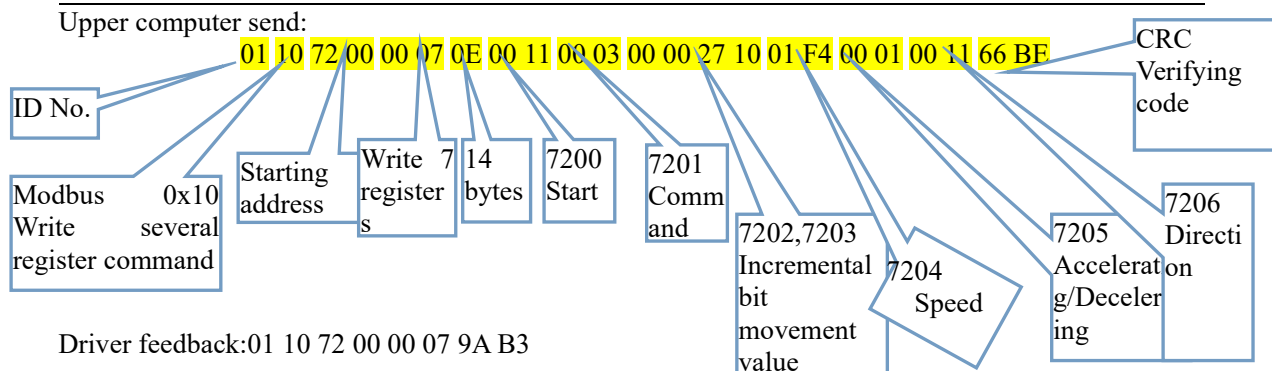 Upper computer send:
01 10 72 00 00 07 0E 00 11 00 03 00 00 27 10 01 F4 00 01 00 11 66 BE
CRC
Verifying
code
ID No.
Modbus 0x10
Write several
register command
Starting
address
Write 7
register
s
14
bytes
7200
Start
7201
Comm
and
7202,7203
Incremental
bit
movement
value
7204
Speed
7205
Accelerat
g/Deceler
ing
7206
Directi
on
Driver feedback:01 10 72 00 00 07 9A B3